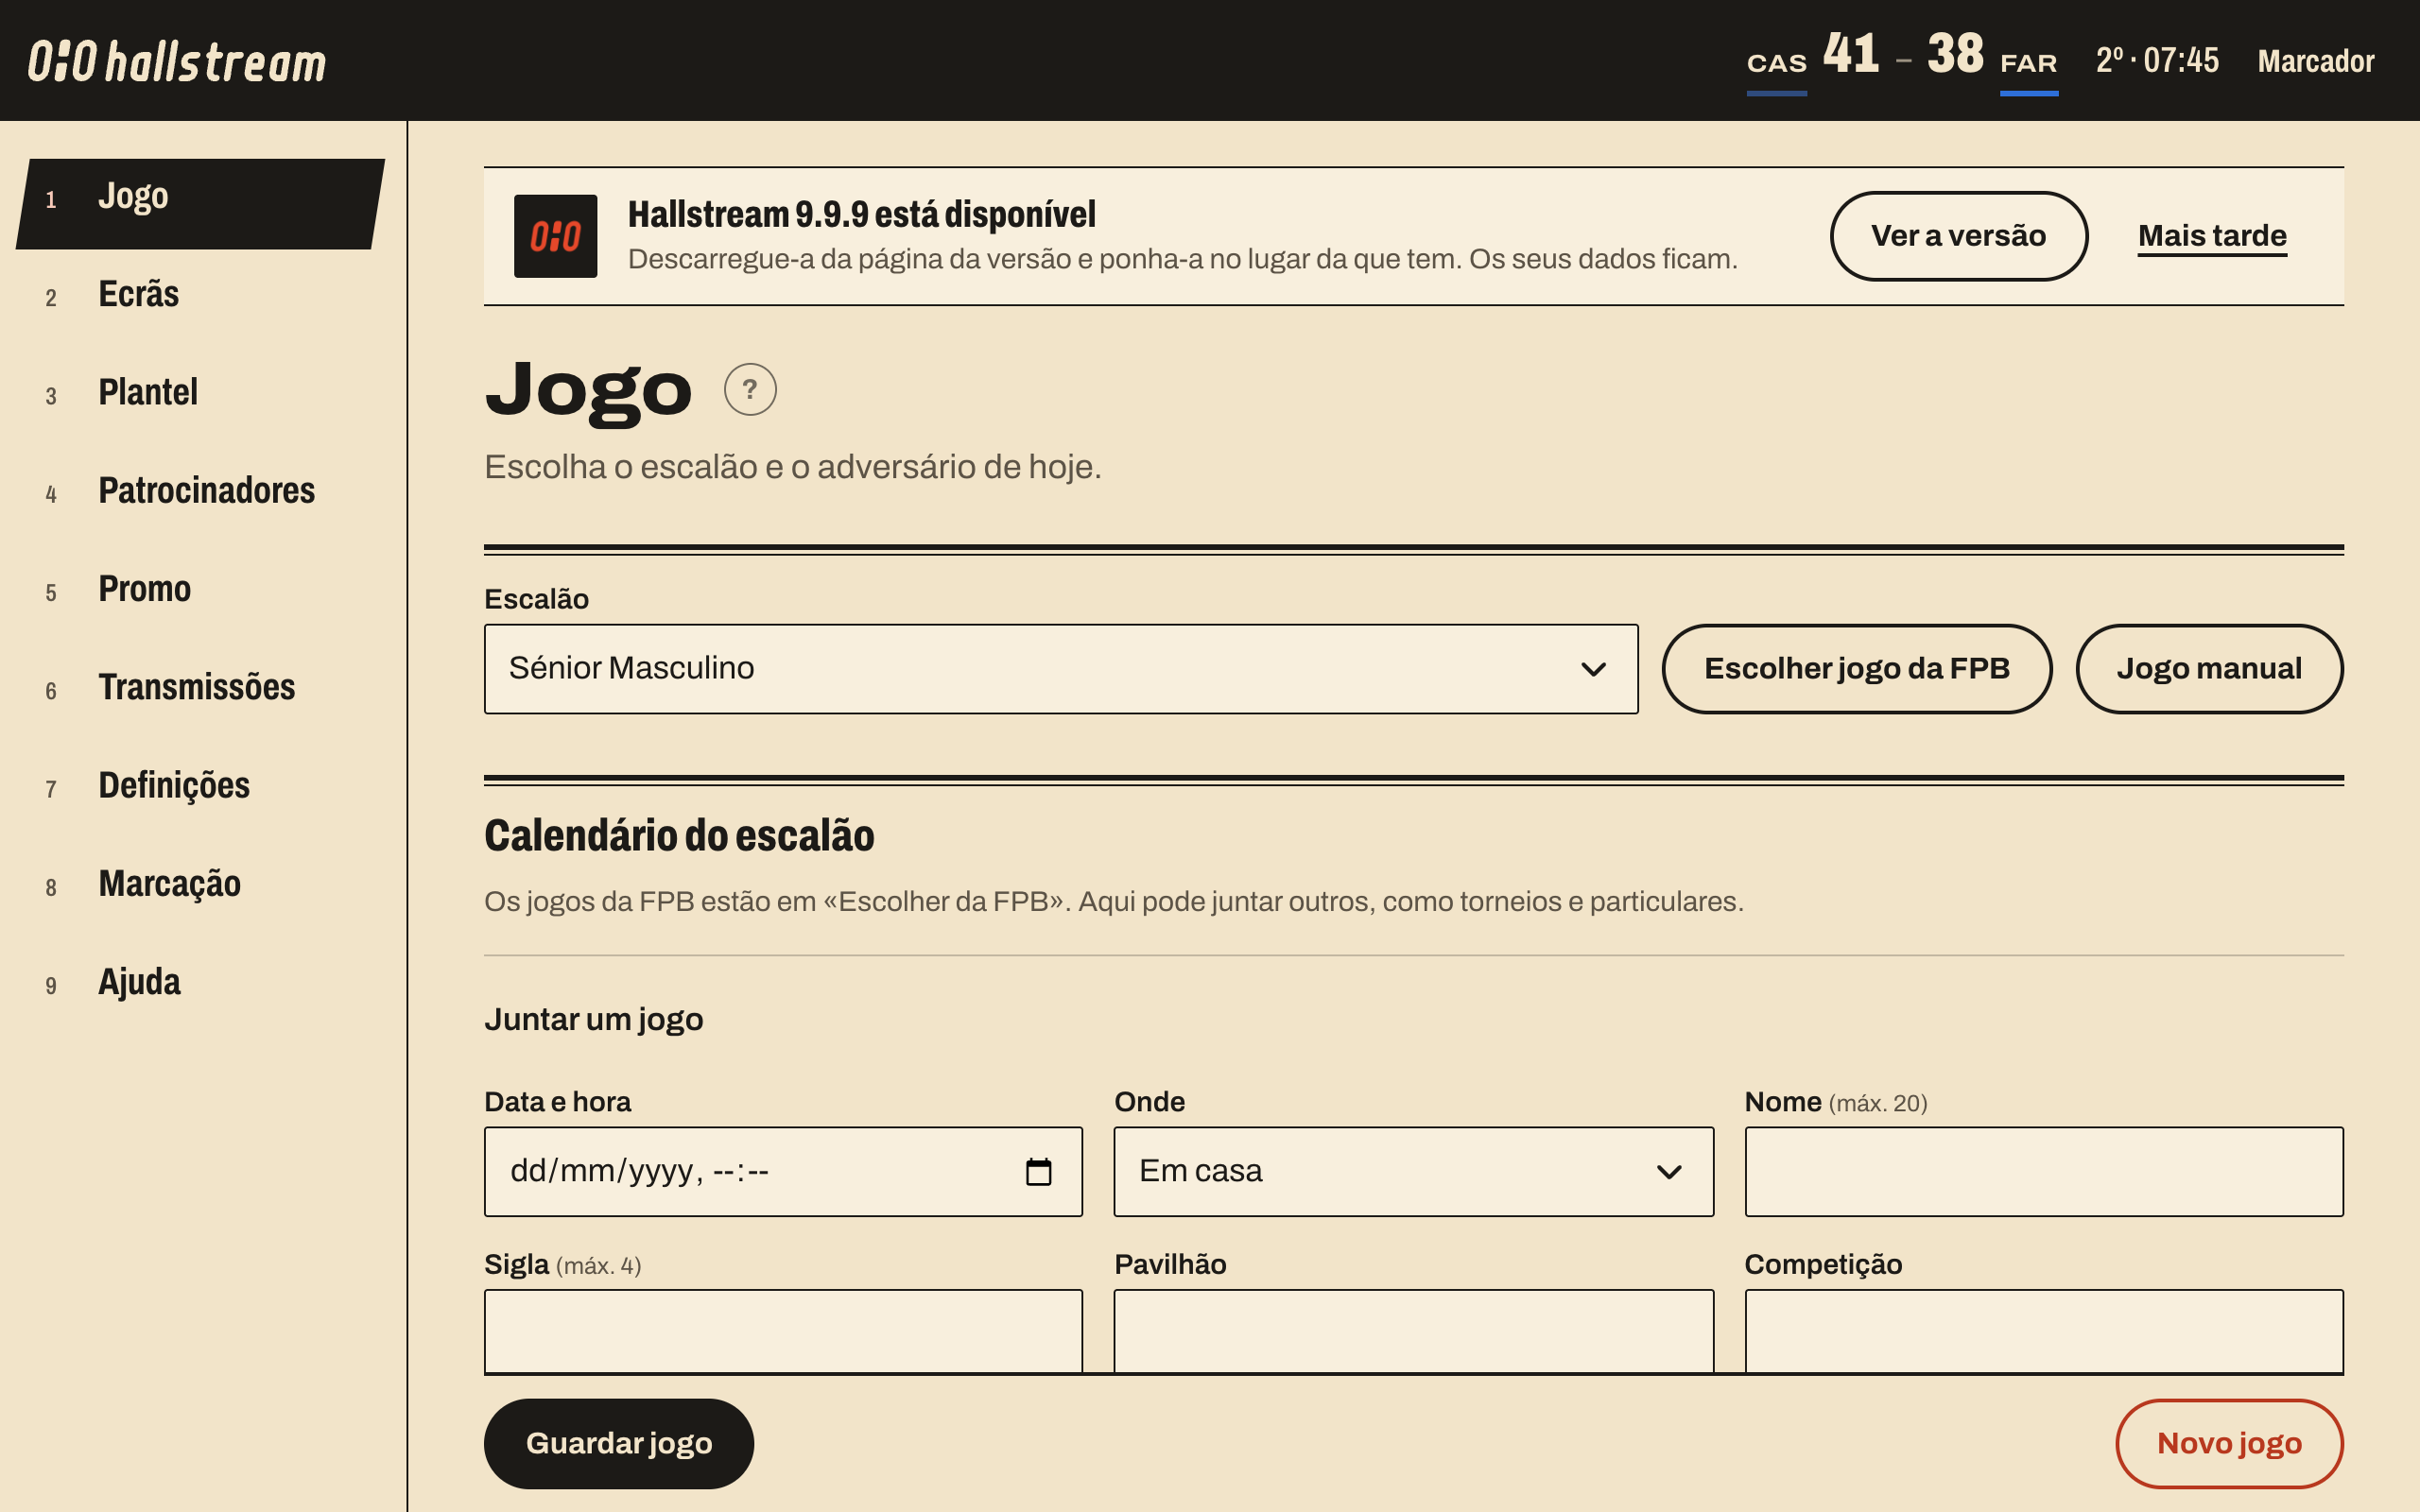 0:0 hallstream
CAS 41 – 38 FAR 2º · 07:45 Marcador
1 Jogo
2 Ecrãs
3 Plantel
4 Patrocinadores
5 Promo
6 Transmissões
7 Definições
8 Marcação
9 Ajuda
0:0
Hallstream 9.9.9 está disponível
Descarregue-a da página da versão e ponha-a no lugar da que tem. Os seus dados ficam.
Ver a versão
Mais tarde
Jogo ?
Escolha o escalão e o adversário de hoje.
Escalão
Sénior Masculino
Escolher jogo da FPB
Jogo manual
Calendário do escalão
Os jogos da FPB estão em «Escolher da FPB». Aqui pode juntar outros, como torneios e particulares.
Juntar um jogo
Data e hora
dd/mm/yyyy, --:--
Onde
Em casa
Nome (máx. 20)
Sigla (máx. 4)
Pavilhão
Competição
Guardar jogo
Novo jogo